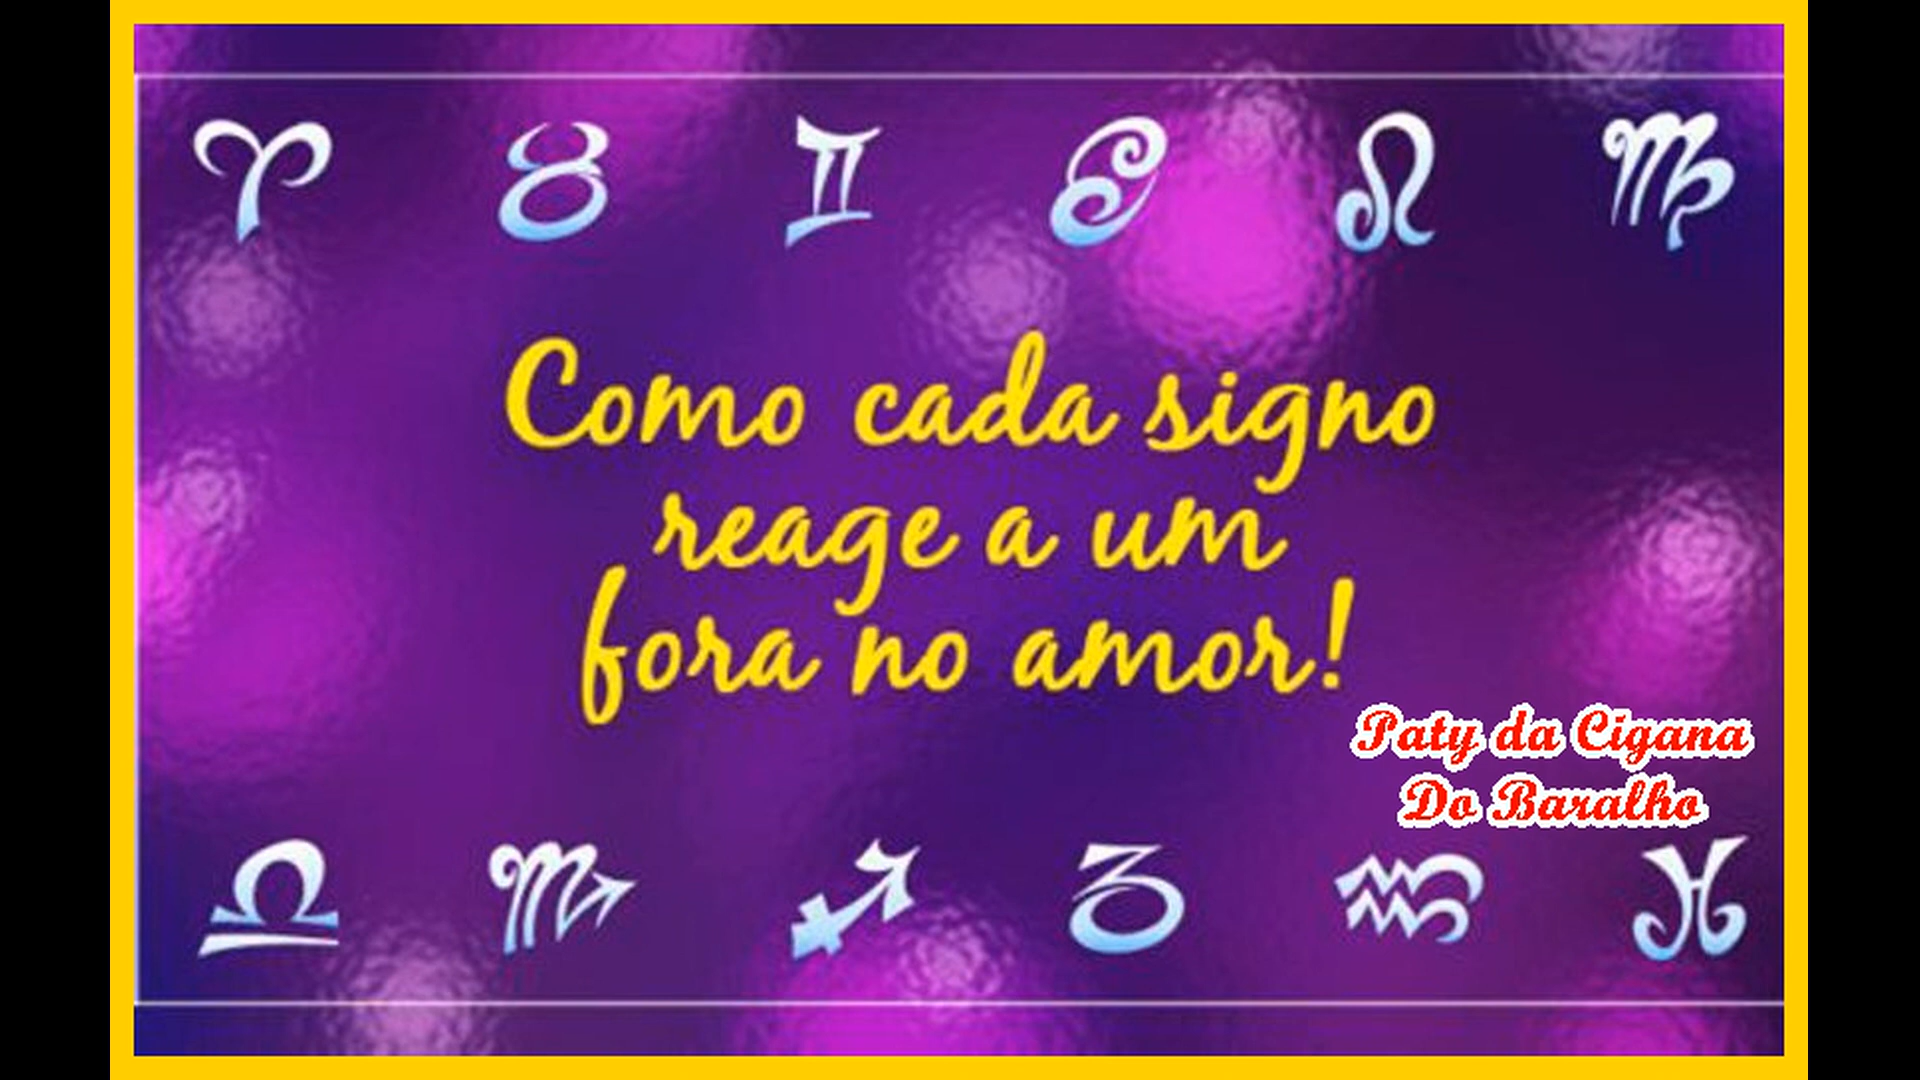 Como cada signo
reage a um
fora no amor!
Paty da Cigana
Do Baralho